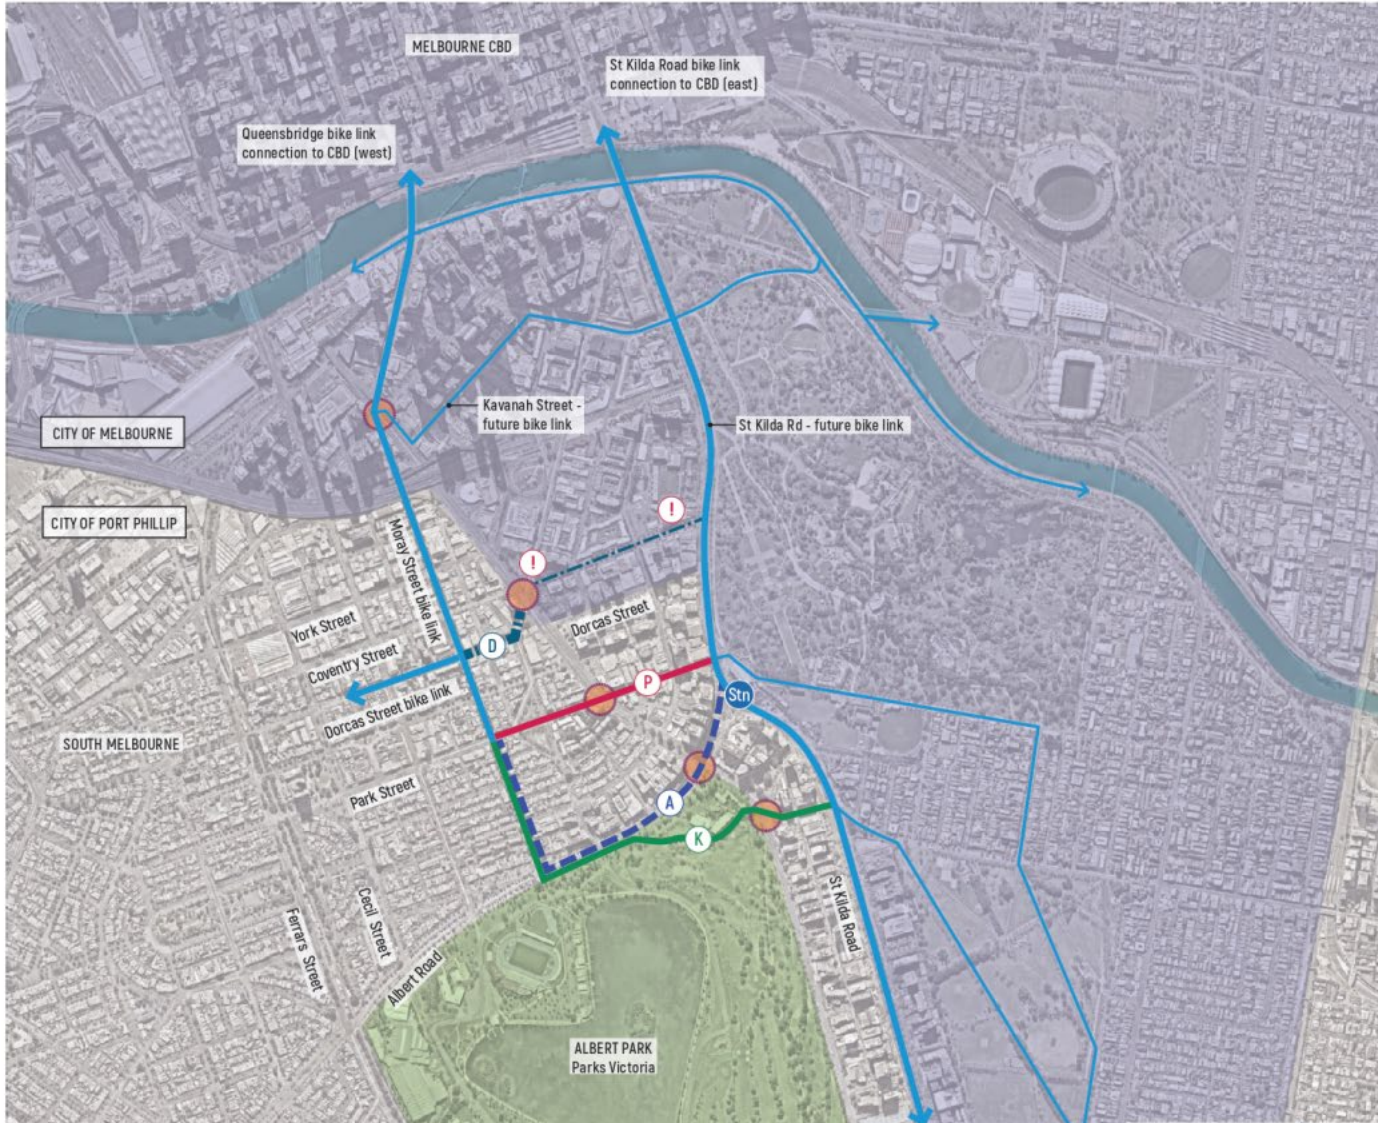 MELBOURNE CBD
St Kilda Road bike link
connection to CBD (east)
Queensbridge bike link
connection to CBD (west)
Kavanah Street -
future bike link
St Kilda Rd - future bike link
CITY OF MELBOURNE
CITY OF PORT PHILLIP
!
!
Moray Street bike link
York Street
Dorcas Street
Coventry Street
D
P
Stn
Dorcas Street bike link
SOUTH MELBOURNE
Park Street
A
K
Cecil Street
Ferrars Street
St Kilda Road
Albert Road
ALBERT PARK
Parks Victoria